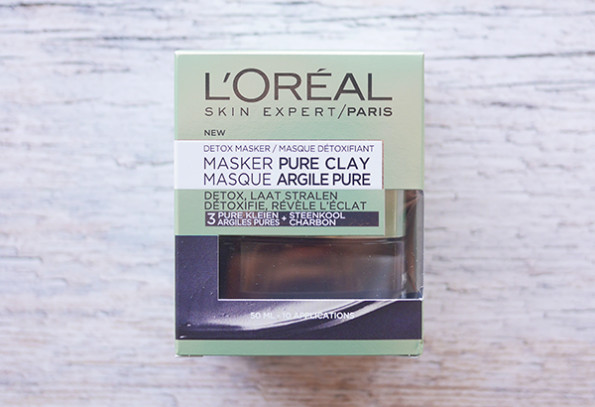 L'ORÉAL
SKIN EXPERT/PARIS
NEW
DETOX MASKER / MASQUE DÉTOXIFIANT
MASKER PURE CLAY
MASQUE ARGILE PURE
DETOX, LAAT STRALEN
DÉTOXIFIE, RÉVÈLE L'ÉCLAT
3 PURE KLEIEN + STEENKOOL
ARGILES PURES CHARBON
50 ML - 10 APPLICATIONS